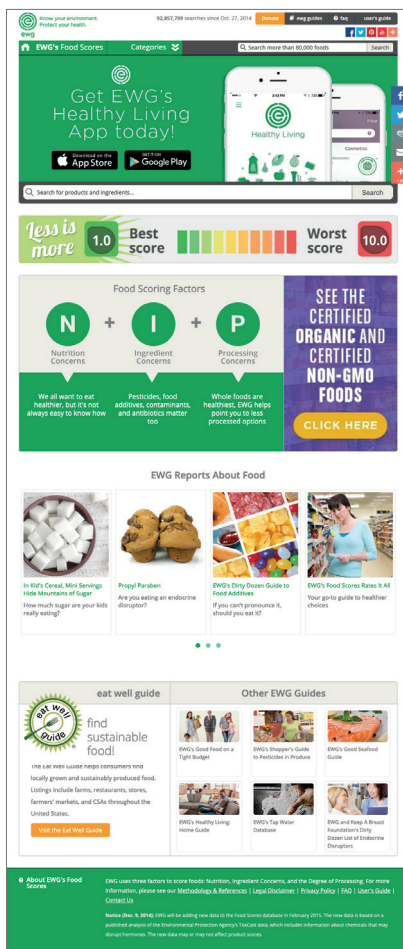 Know your environment.
Protect your health.
ewg
92,857,799 searches since Oct. 27, 2014
Donate
ewg guides
faq
user's guide
EWG's Food Scores
Categories
Search more than 80,000 foods
Search
Get EWG's
Healthy Living
App today!
Download on the
App Store
GET IT ON
Google Play
2:43 PM
Healthy Living
Filter
Cosmetics
Search for products and ingredients...
Search
Less is
more
1.0
Best
score
Worst
score
10.0
Food Scoring Factors
N + I + P
Nutrition
Concerns
Ingredient
Concerns
Processing
Concerns
We all want to eat
healthier, but it's not
always easy to know how
Pesticides, food
additives, contaminants,
and antibiotics matter
too
Whole foods are
healthiest, EWG helps
point you to less
processed options
SEE THE
CERTIFIED
ORGANIC AND
CERTIFIED
NON-GMO
FOODS
CLICK HERE
EWG Reports About Food
In Kid's Cereal, Mini Servings
Hide Mountains of Sugar
How much sugar are your kids
really eating?
Propyl Paraben
Are you eating an endocrine
disruptor?
EWG's Dirty Dozen Guide to
Food Additives
If you can't pronounce it,
should you eat it?
EWG's Food Scores Rates It All
Your go-to guide to healthier
choices
eat well guide
eat well
guide
find
sustainable
food!
The Eat Well Guide helps consumers find
locally grown and sustainably produced food.
Listings include farms, restaurants, stores,
farmers' markets, and CSAs throughout the
United States.
Visit the Eat Well Guide
Other EWG Guides
EWG's Good Food on a
Tight Budget
EWG's Shopper's Guide
to Pesticides in Produce
EWG's Good Seafood
Guide
EWG's Healthy Living:
Home Guide
EWG's Tap Water
Database
EWG and Keep A Breast
Foundation's Dirty
Dozen List of Endocrine
Disruptors
About EWG's Food
Scores
EWG uses three factors to score foods: Nutrition, Ingredient Concerns, and the Degree of Processing. For more
information, please see our Methodology & References | Legal Disclaimer | Privacy Policy | FAQ | User's Guide |
Contact Us
Notice (Dec. 9, 2014): EWG will be adding new data to the Food Scores database in February 2015. The new data is based on a
published analysis of the Environmental Protection Agency's ToxCast data, which includes information about chemicals that may
disrupt hormones. The new data may or may not affect product scores.